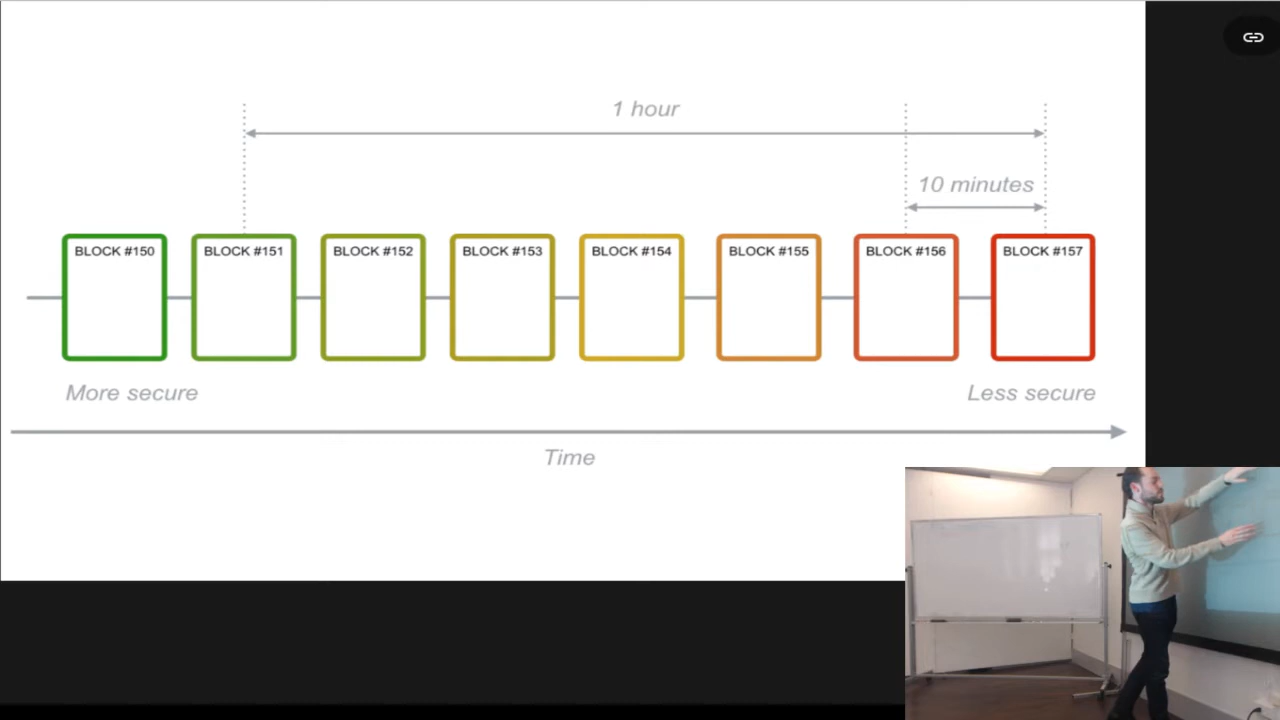 1 hour
10 minutes
BLOCK #150
BLOCK #151
BLOCK #152
BLOCK #153
BLOCK #154
BLOCK #155
BLOCK #156
BLOCK #157
More secure
Less secure
Time